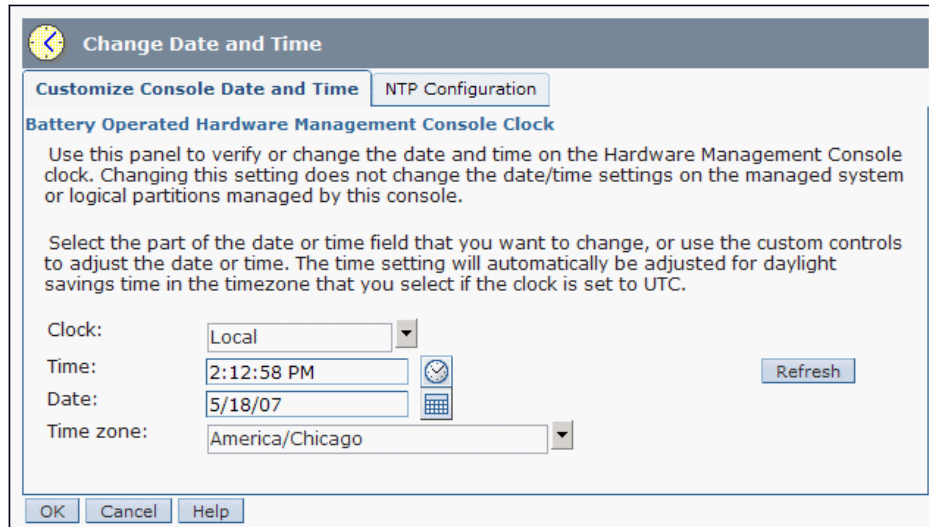 Change Date and Time
Customize Console Date and Time
NTP Configuration
Battery Operated Hardware Management Console Clock
Use this panel to verify or change the date and time on the Hardware Management Console
clock. Changing this setting does not change the date/time settings on the managed system
or logical partitions managed by this console.
Select the part of the date or time field that you want to change, or use the custom controls
to adjust the date or time. The time setting will automatically be adjusted for daylight
savings time in the timezone that you select if the clock is set to UTC.
Clock: Local
Time: 2:12:58 PM Refresh
Date: 5/18/07
Time zone: America/Chicago
OK Cancel Help